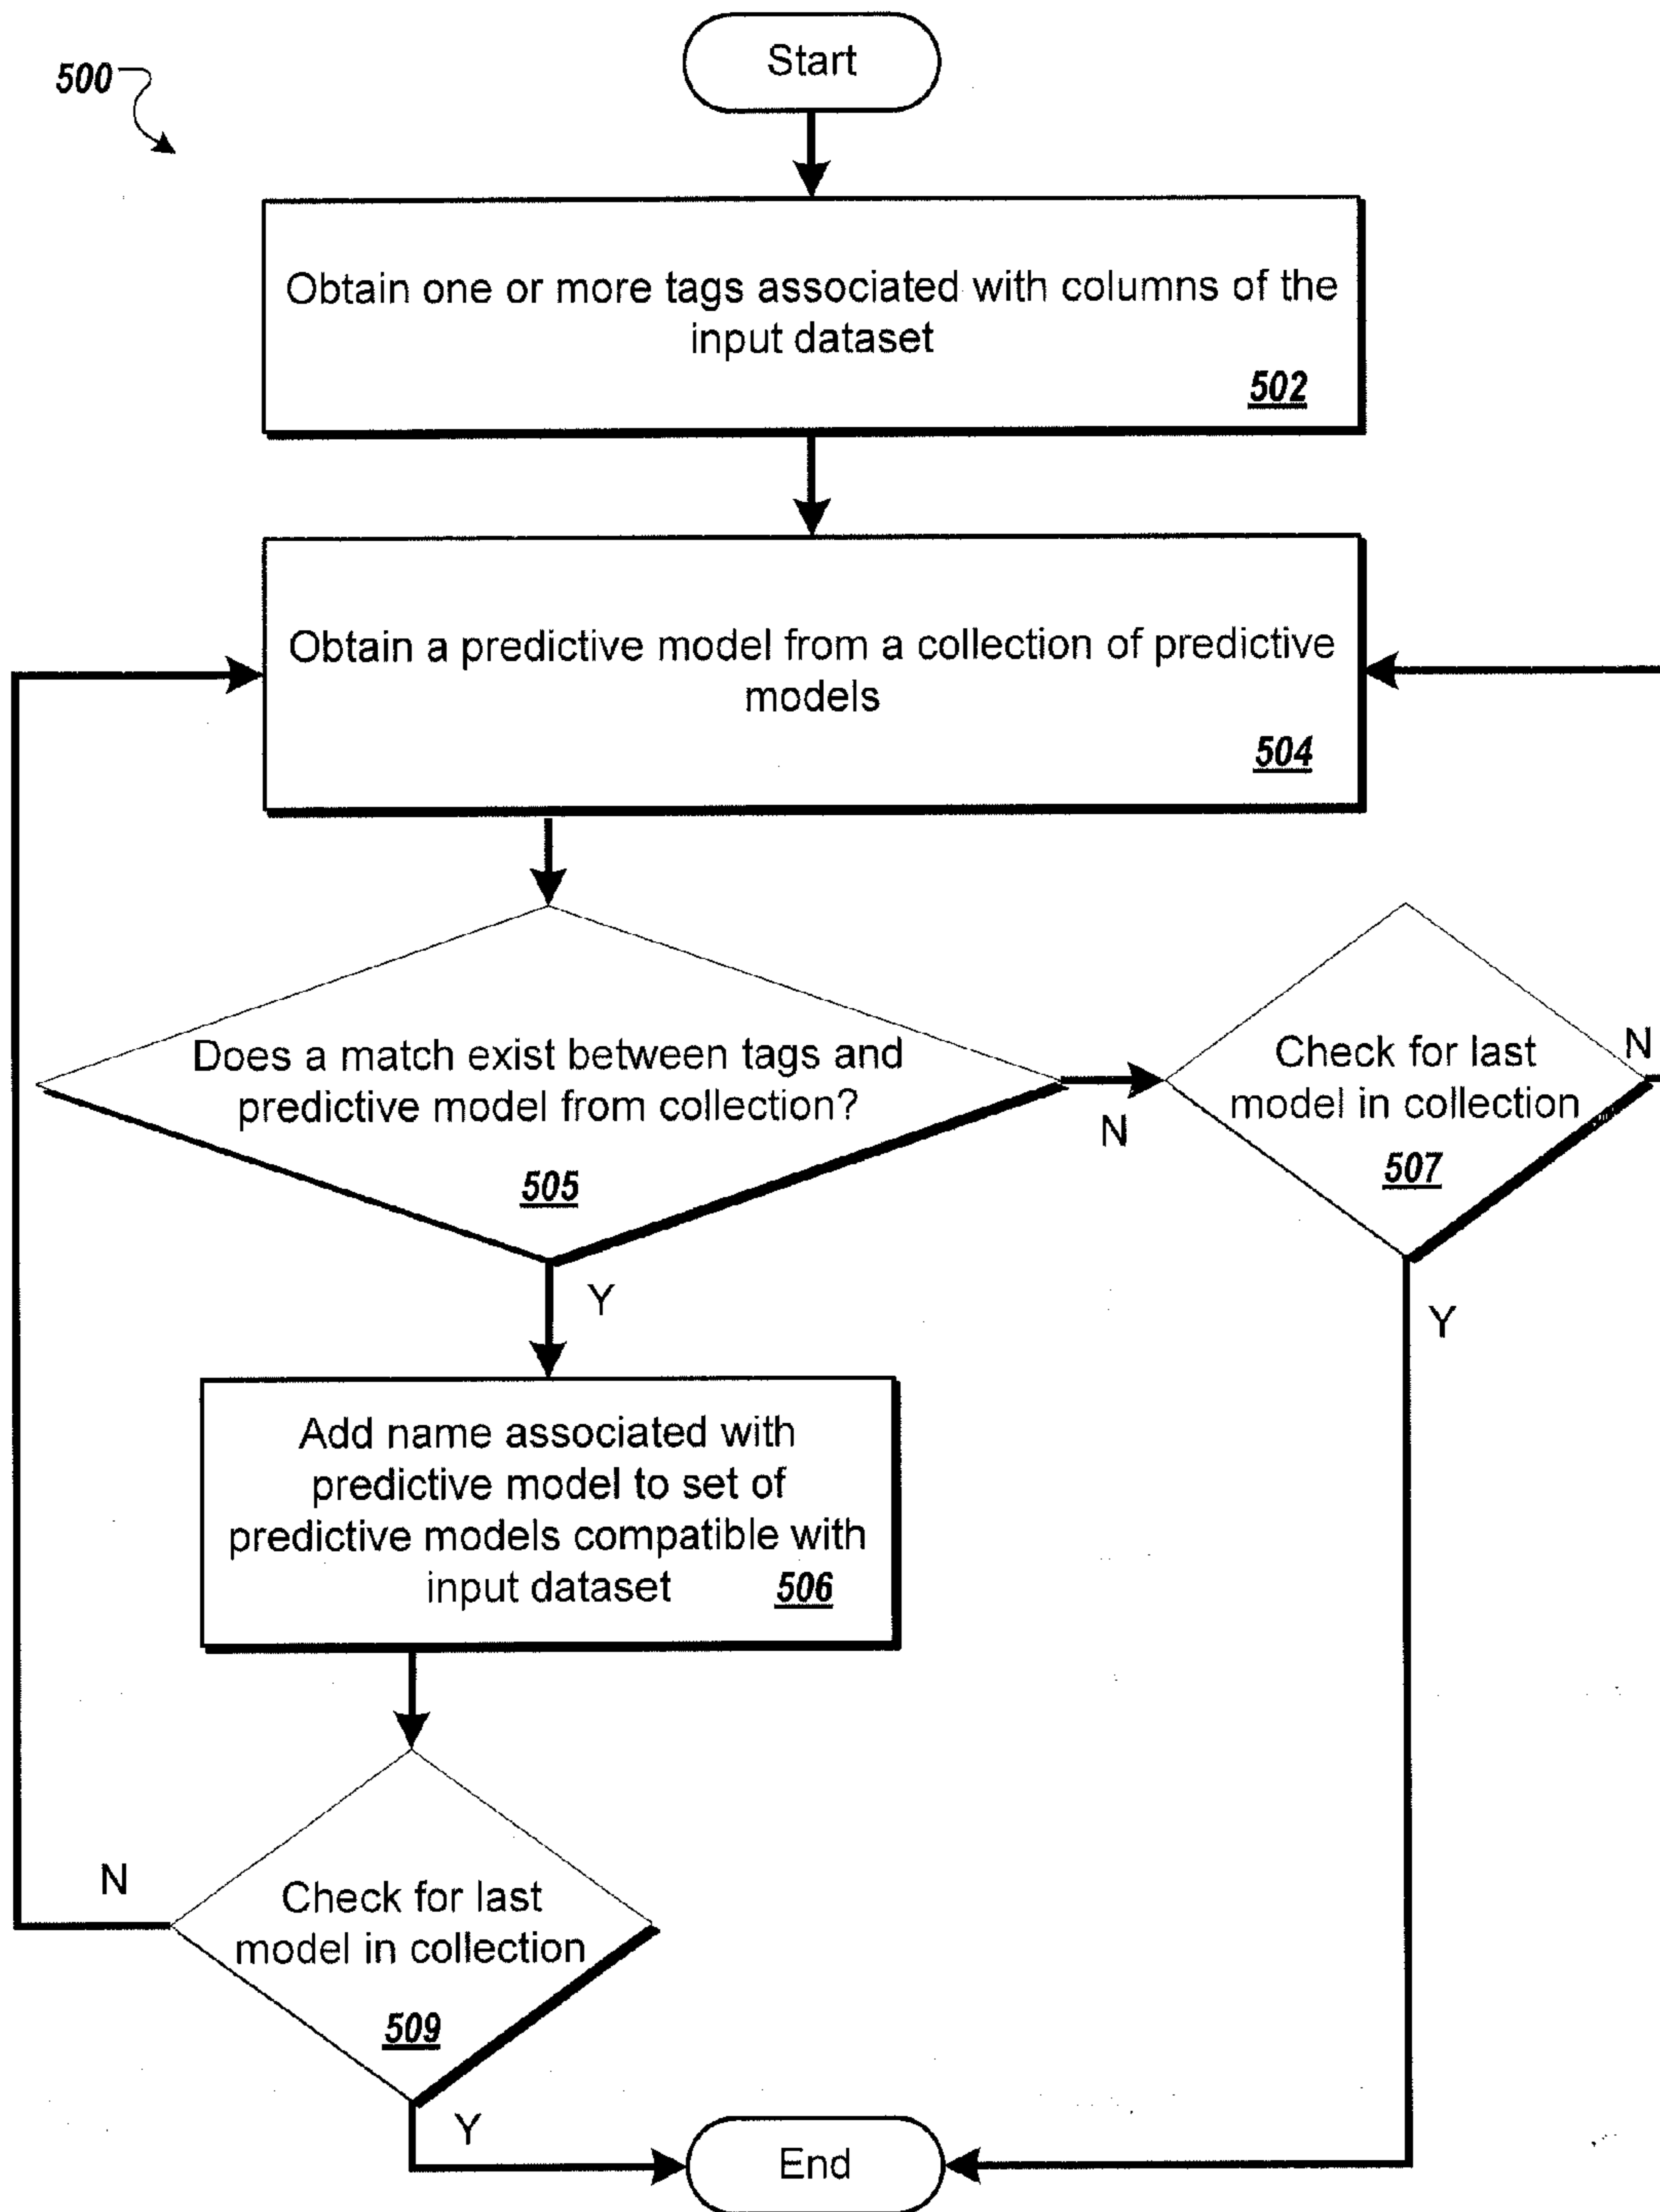 500
Start
Obtain one or more tags associated with columns of the
input dataset
502
Obtain a predictive model from a collection of predictive
models
504
Does a match exist between tags and
predictive model from collection?
505
N
Check for last
model in collection
507
N
Y
Y
Add name associated with
predictive model to set of
predictive models compatible with
input dataset 506
N
Check for last
model in collection
509
Y
End